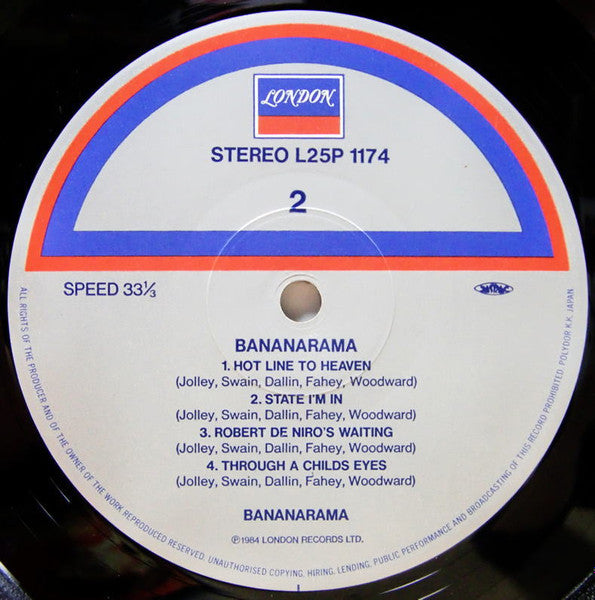 LONDON
STEREO L25P 1174
2
SPEED 33⅓
BANANARAMA
1. HOT LINE TO HEAVEN
(Jolley, Swain, Dallin, Fahey, Woodward)
2. STATE I'M IN
(Jolley, Swain, Dallin, Fahey, Woodward)
3. ROBERT DE NIRO'S WAITING
(Jolley, Swain, Dallin, Fahey, Woodward)
4. THROUGH A CHILDS EYES
(Jolley, Swain, Dallin, Fahey, Woodward)
BANANARAMA
℗1984 LONDON RECORDS LTD.
ALL RIGHTS OF THE PRODUCER AND OF THE OWNER OF THE WORK REPRODUCED RESERVED. UNAUTHORISED COPYING, HIRING, LENDING, PUBLIC PERFORMANCE AND BROADCASTING OF THIS RECORD PROHIBITED. POLYDOR K.K. JAPAN